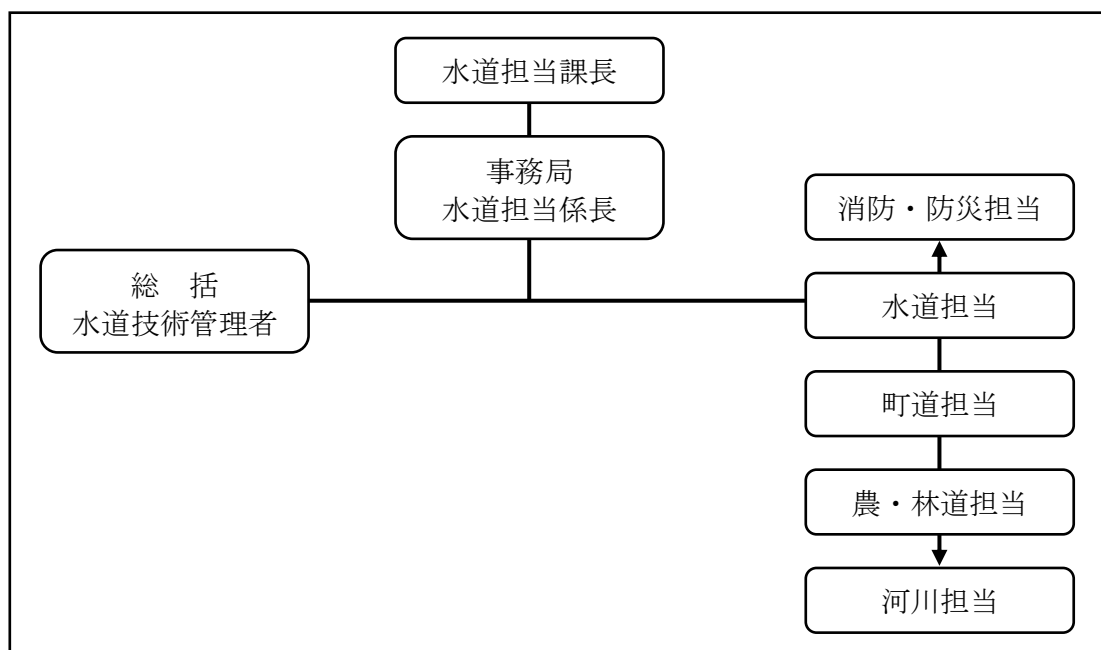 水道担当課長
事務局
水道担当係長
総　括
水道技術管理者
消防・防災担当
水道担当
町道担当
農・林道担当
河川担当